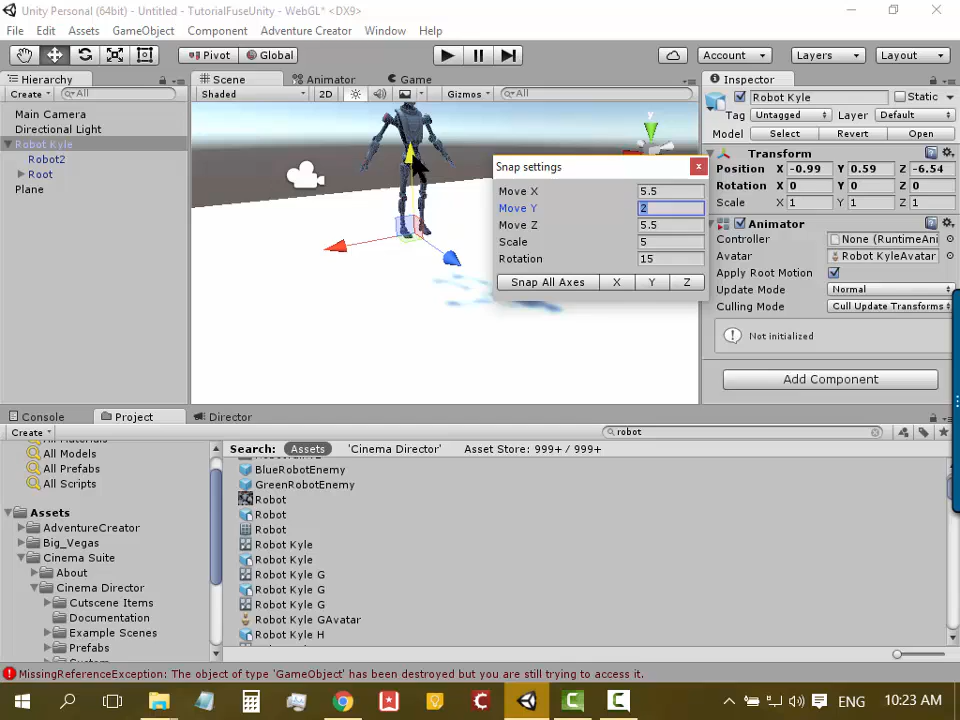 Unity Personal (64bit) - Untitled - TutorialFuseUnity - WebGL* <DX9>
File Edit Assets GameObject Component Adventure Creator Window Help
Pivot Global Account Layers Layout
Hierarchy Scene Animator Game Inspector
Create All Shaded 2D Gizmos All Robot Kyle Static
Main Camera
Directional Light
Robot Kyle
Robot2
Root
Plane
y
Snap settings
Move X 5.5
Move Y 2
Move Z 5.5
Scale 5
Rotation 15
Snap All Axes X Y Z
Tag Untagged Layer Default
Model Select Revert Open
Transform
Position X -0.99 Y 0.59 Z -6.54
Rotation X 0 Y 0 Z 0
Scale X 1 Y 1 Z 1
Animator
Controller None (RuntimeAni
Avatar Robot KyleAvatar
Apply Root Motion
Update Mode Normal
Culling Mode Cull Update Transforms
Not initialized
Add Component
Console Project Director
Create robot
All Models
All Prefabs
All Scripts
Assets
AdventureCreator
Big_Vegas
Cinema Suite
About
Cinema Director
Cutscene Items
Documentation
Example Scenes
Prefabs
Search: Assets 'Cinema Director' Asset Store: 999+ / 999+
BlueRobotEnemy
GreenRobotEnemy
Robot
Robot
Robot
Robot Kyle
Robot Kyle
Robot Kyle G
Robot Kyle G
Robot Kyle G
Robot Kyle GAvatar
Robot Kyle H
MissingReferenceException: The object of type 'GameObject' has been destroyed but you are still trying to access it.
ENG 10:23 AM